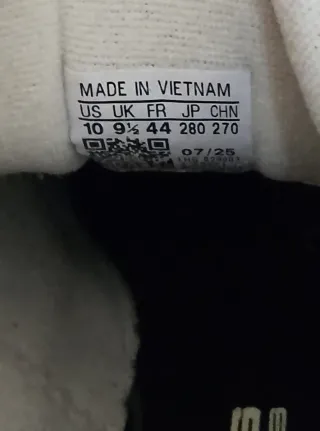 MADE IN VIETNAM
US UK FR JP CHN
10 9½ 44 280 270
07/25